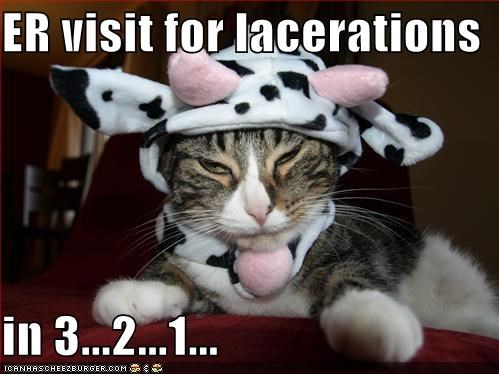 ER visit for lacerations
in 3...2...1...
ICANHASCHEEZBURGER.COM